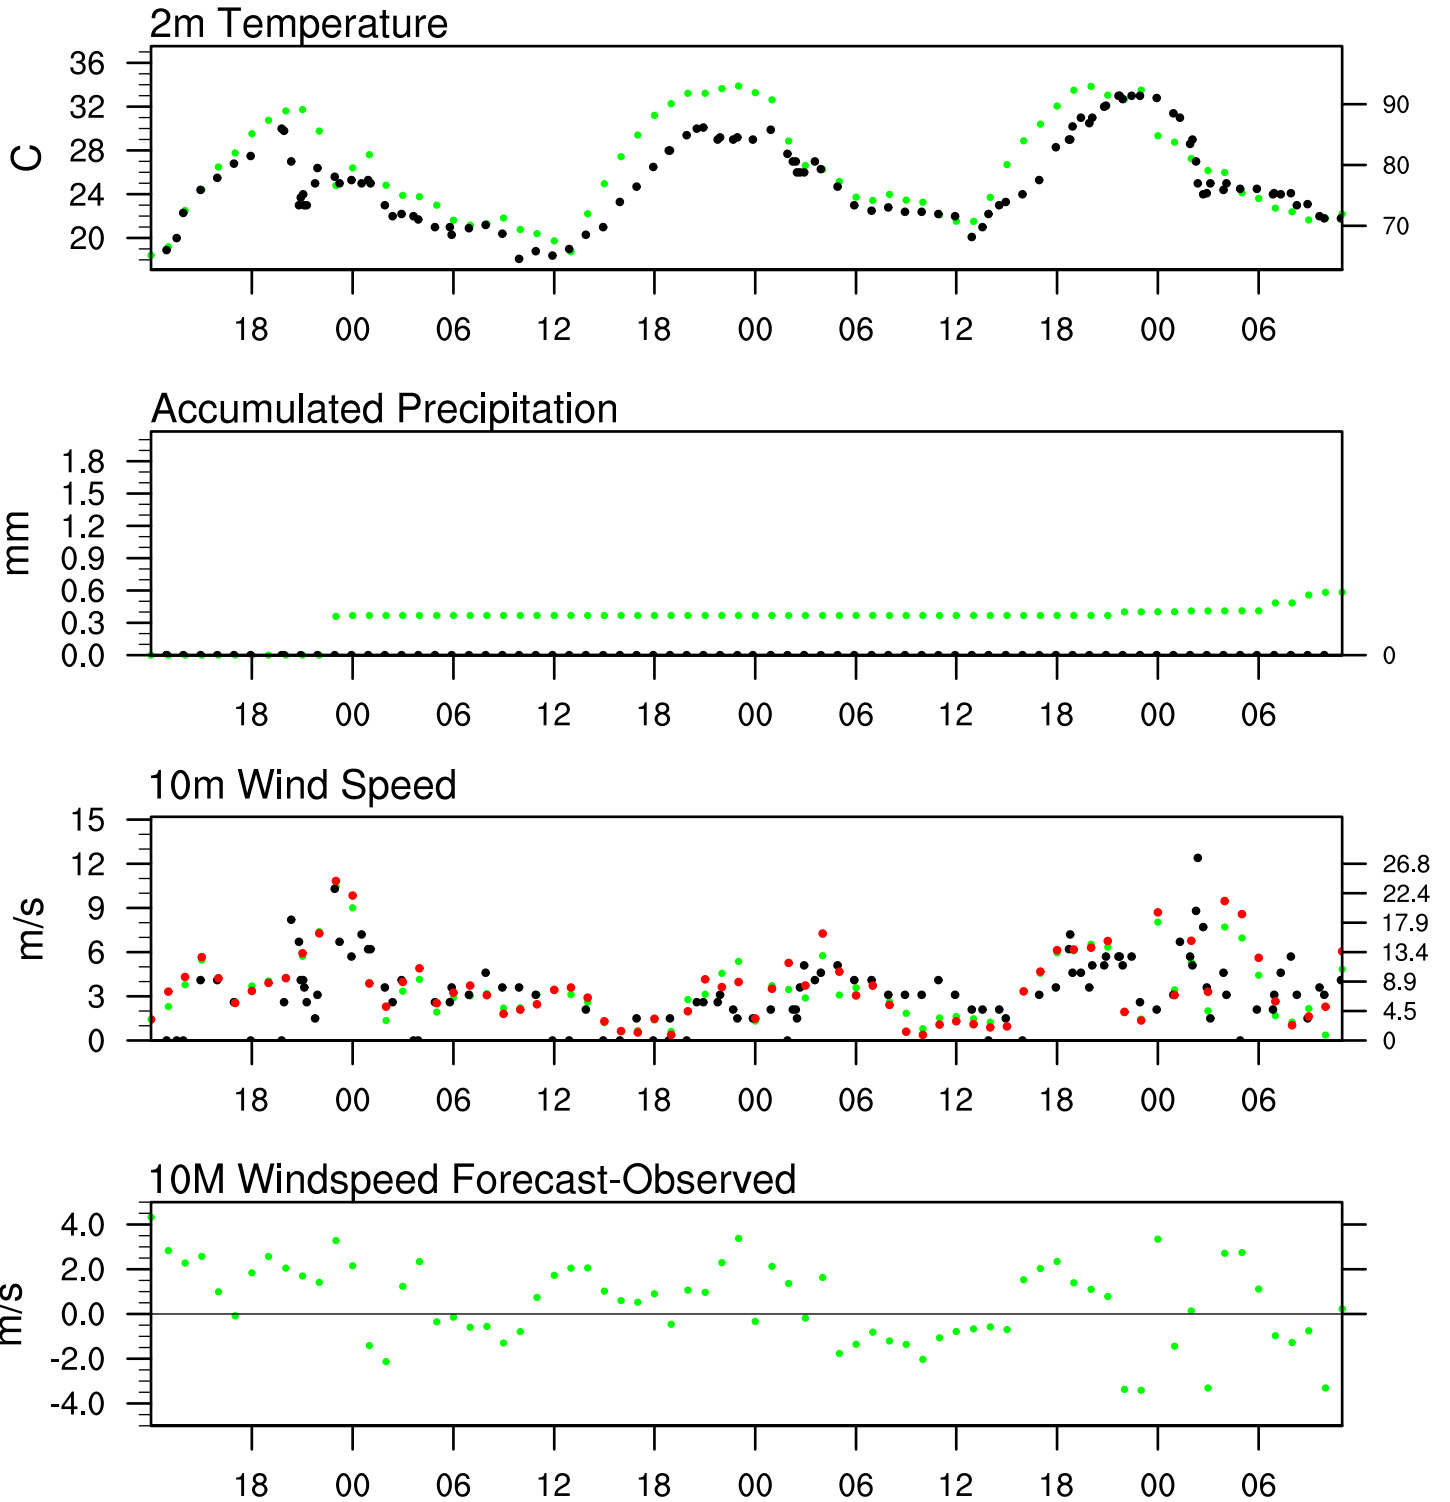 2m Temperature
C
36
32
28
24
20
90
80
70
18 00 06 12 18 00 06 12 18 00 06
Accumulated Precipitation
mm
1.8
1.5
1.2
0.9
0.6
0.3
0.0
0
18 00 06 12 18 00 06 12 18 00 06
10m Wind Speed
m/s
15
12
9
6
3
0
26.8
22.4
17.9
13.4
8.9
4.5
0
18 00 06 12 18 00 06 12 18 00 06
10M Windspeed Forecast-Observed
m/s
4.0
2.0
0.0
-2.0
-4.0
18 00 06 12 18 00 06 12 18 00 06